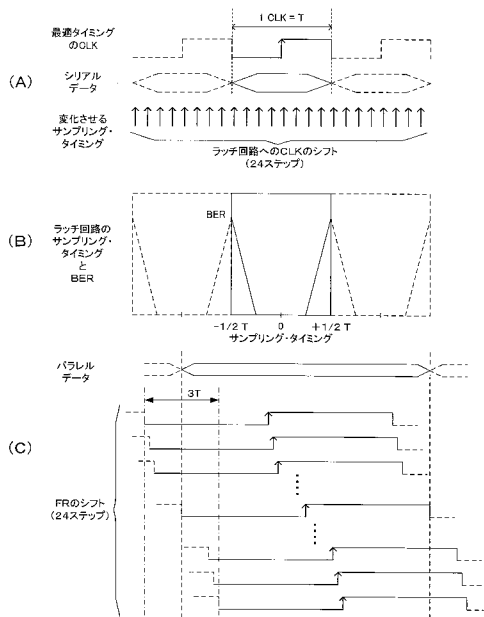 1 CLK = T
最適タイミング
のCLK
(A)
シリアル
データ
変化させる
サンプリング・
タイミング
ラッチ回路へのCLKのシフト
(24ステップ)
BER
(B)
ラッチ回路の
サンプリング・
タイミング
と
BER
-1/2 T 0 +1/2 T
サンプリング・タイミング
パラレル
データ
3T
(C)
FRのシフト
(24ステップ)